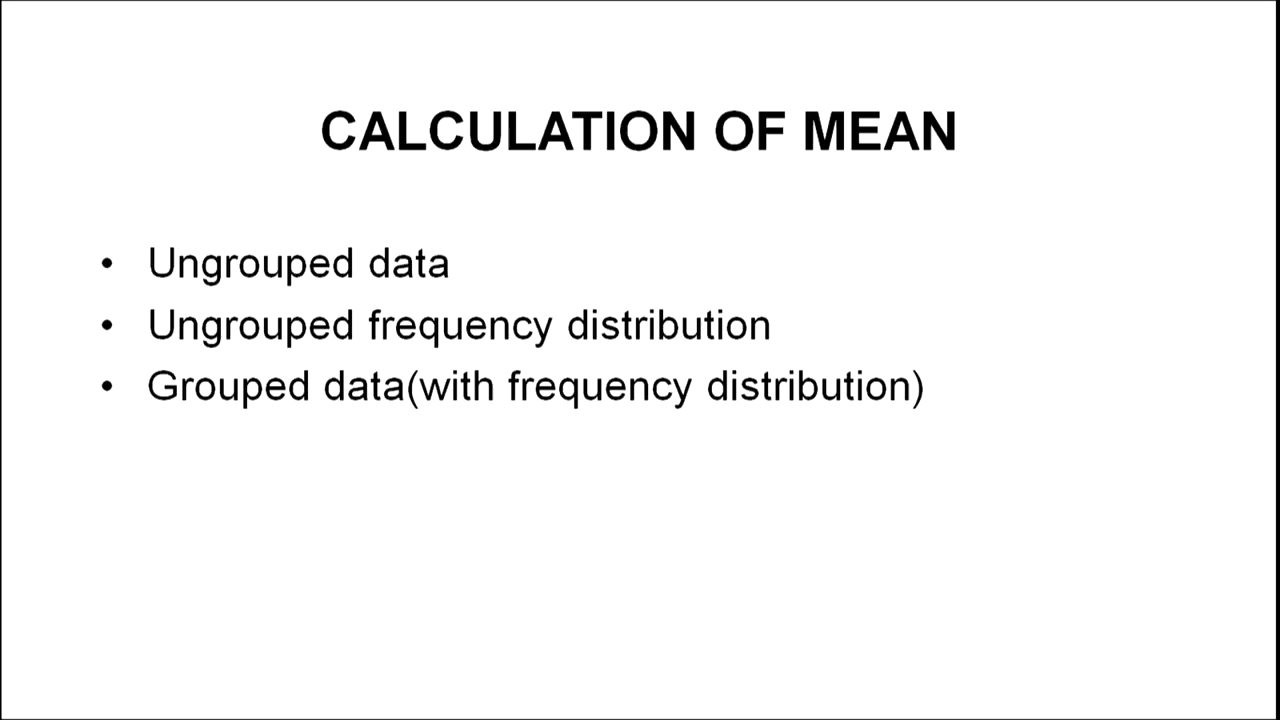 CALCULATION OF MEAN
• Ungrouped data
• Ungrouped frequency distribution
• Grouped data(with frequency distribution)